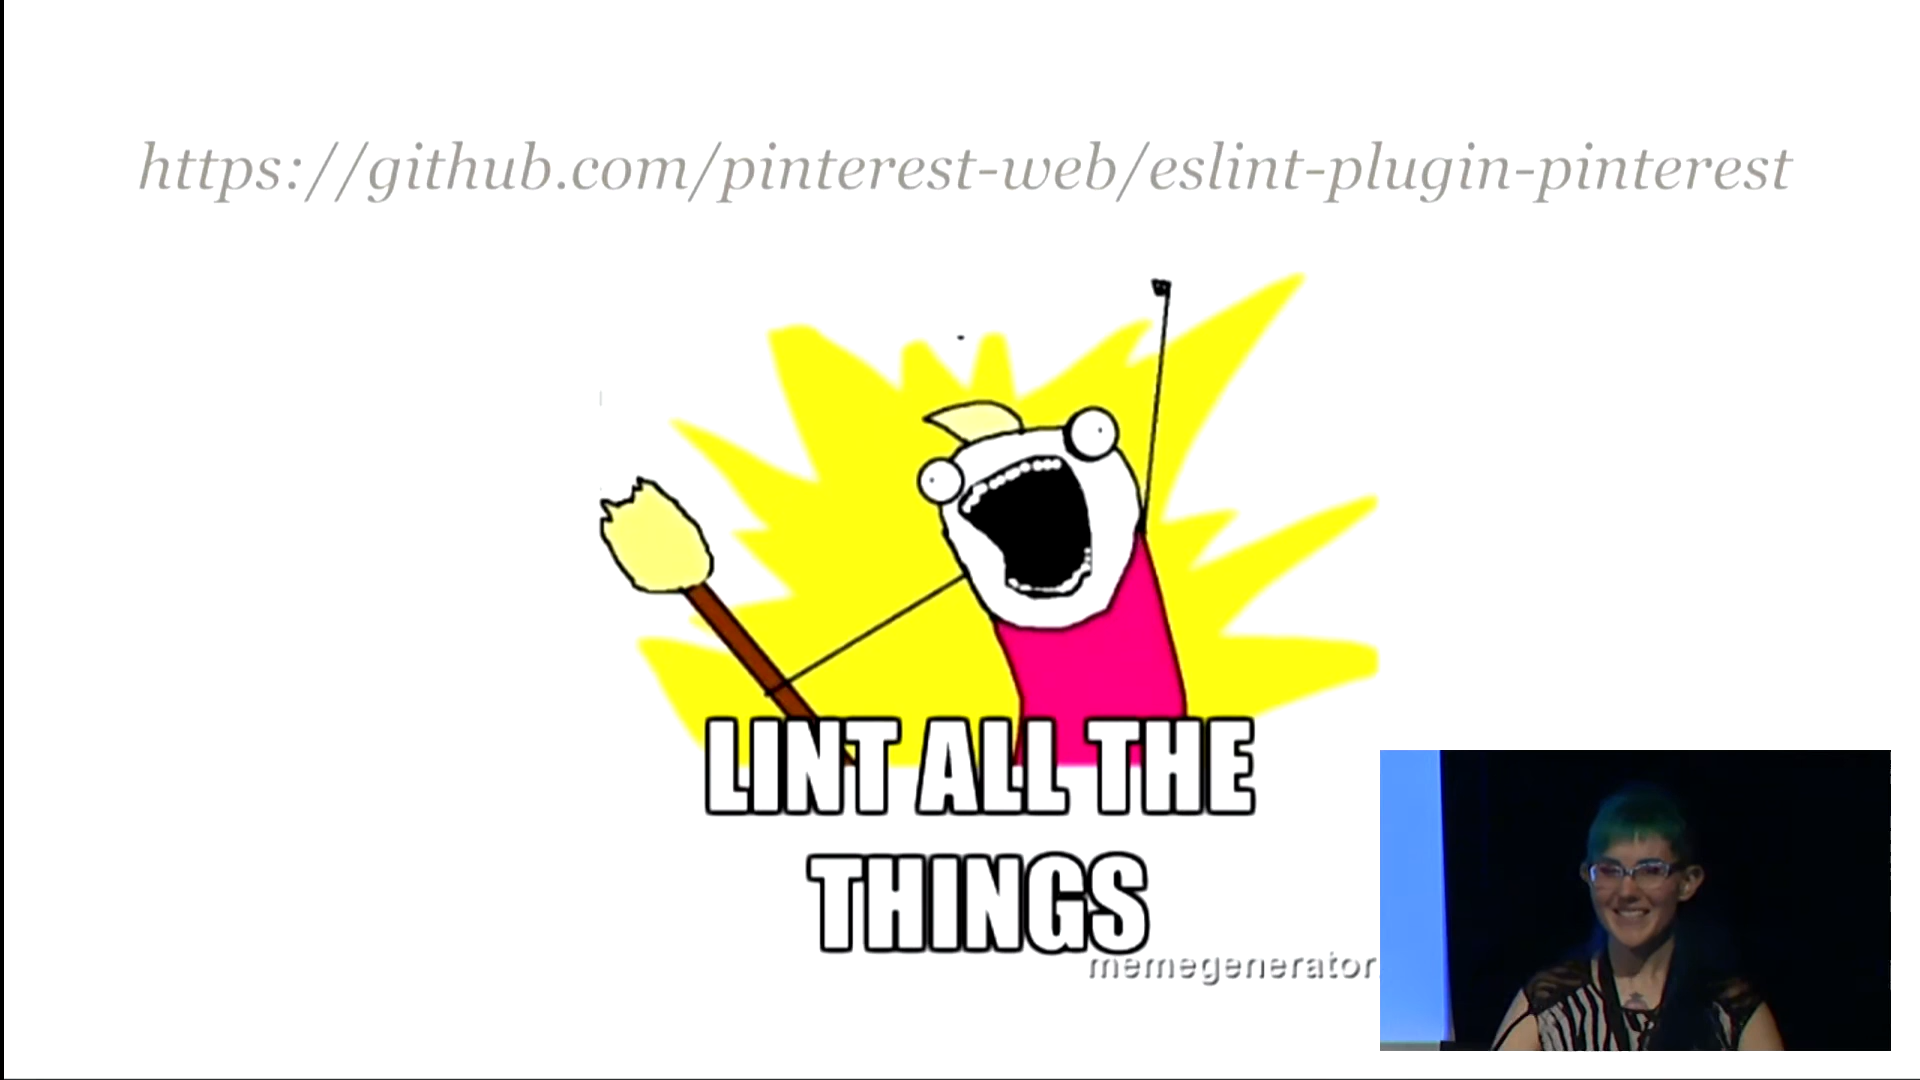 https://github.com/pinterest-web/eslint-plugin-pinterest
LINT ALL THE
THINGS
memegenerator